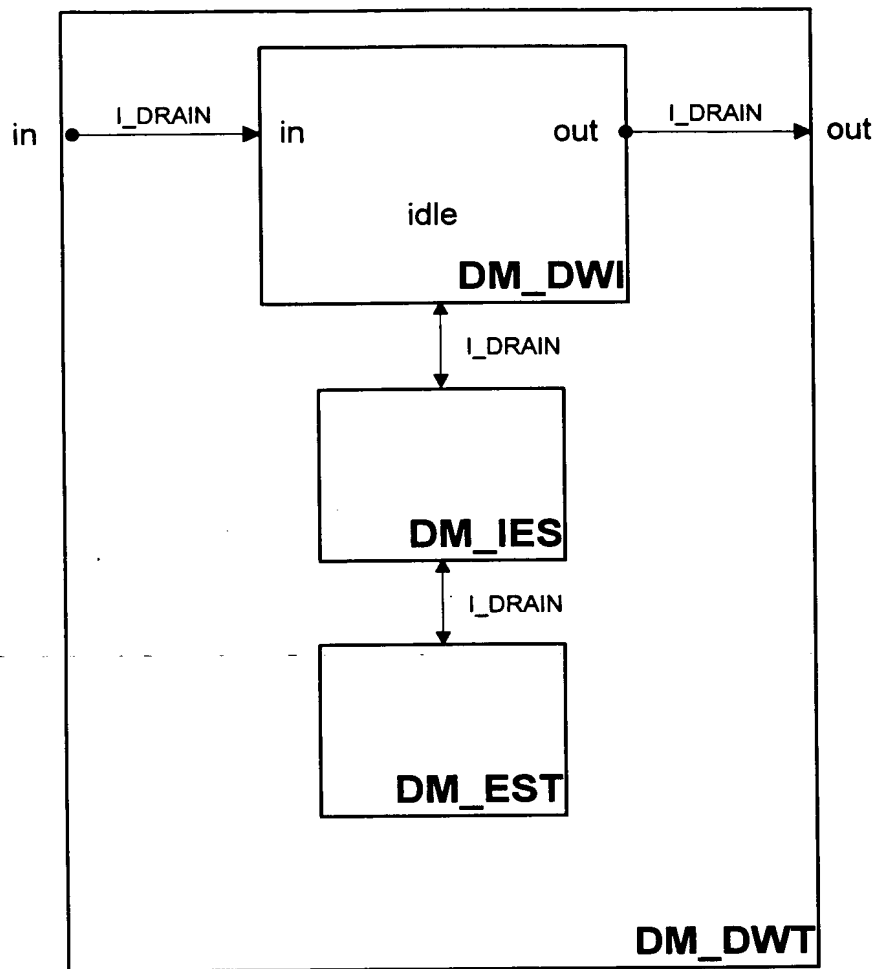 I_DRAIN
I_DRAIN
in
in
out
out
idle
DM_DWI
I_DRAIN
DM_IES
I_DRAIN
DM_EST
DM_DWT